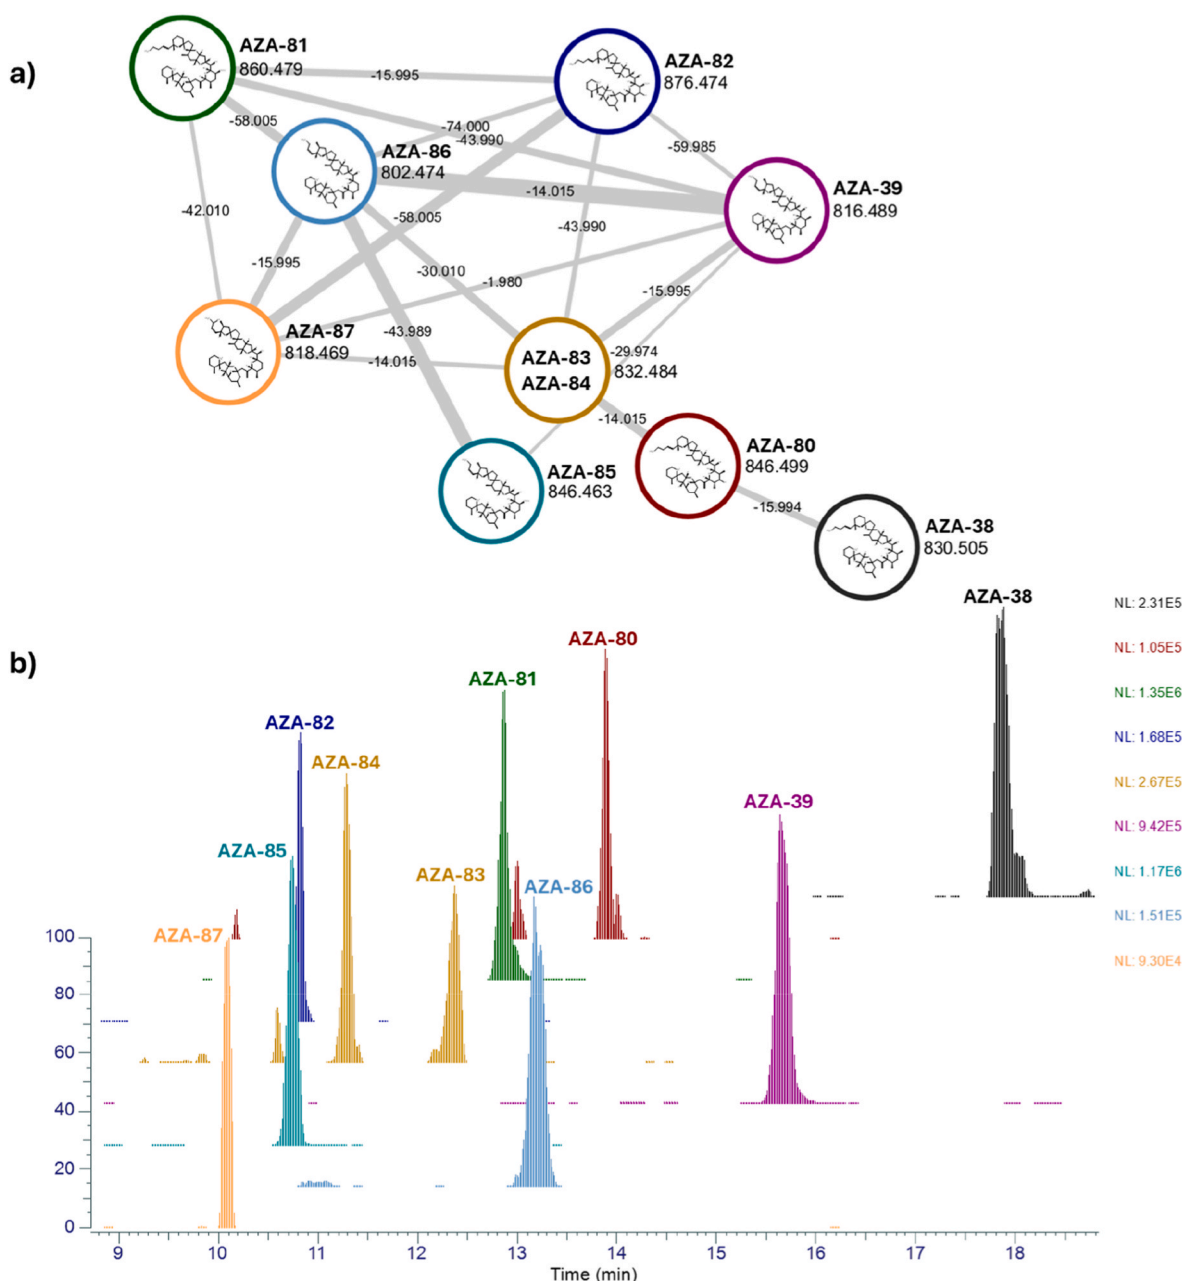 a)
AZA-81
860.479
AZA-82
876.474
-15.995
-58.005
-74.000
-43.990
-59.985
AZA-86
802.474
AZA-39
816.489
-14.015
-42.010
-58.005
-43.990
-15.995
-30.010
-1.980
-15.995
AZA-87
818.469
-43.989
-14.015
AZA-83
AZA-84
-29.974
832.484
-14.015
AZA-80
846.499
AZA-85
846.463
-15.994
AZA-38
830.505
b)
AZA-38
NL: 2.31E5
AZA-80
NL: 1.05E5
AZA-81
NL: 1.35E6
AZA-82
NL: 1.68E5
AZA-84
NL: 2.67E5
AZA-39
NL: 9.42E5
AZA-85
AZA-83
NL: 1.17E6
AZA-86
NL: 1.51E5
AZA-87
NL: 9.30E4
100
80
60
40
20
0
9 10 11 12 13 14 15 16 17 18
Time (min)